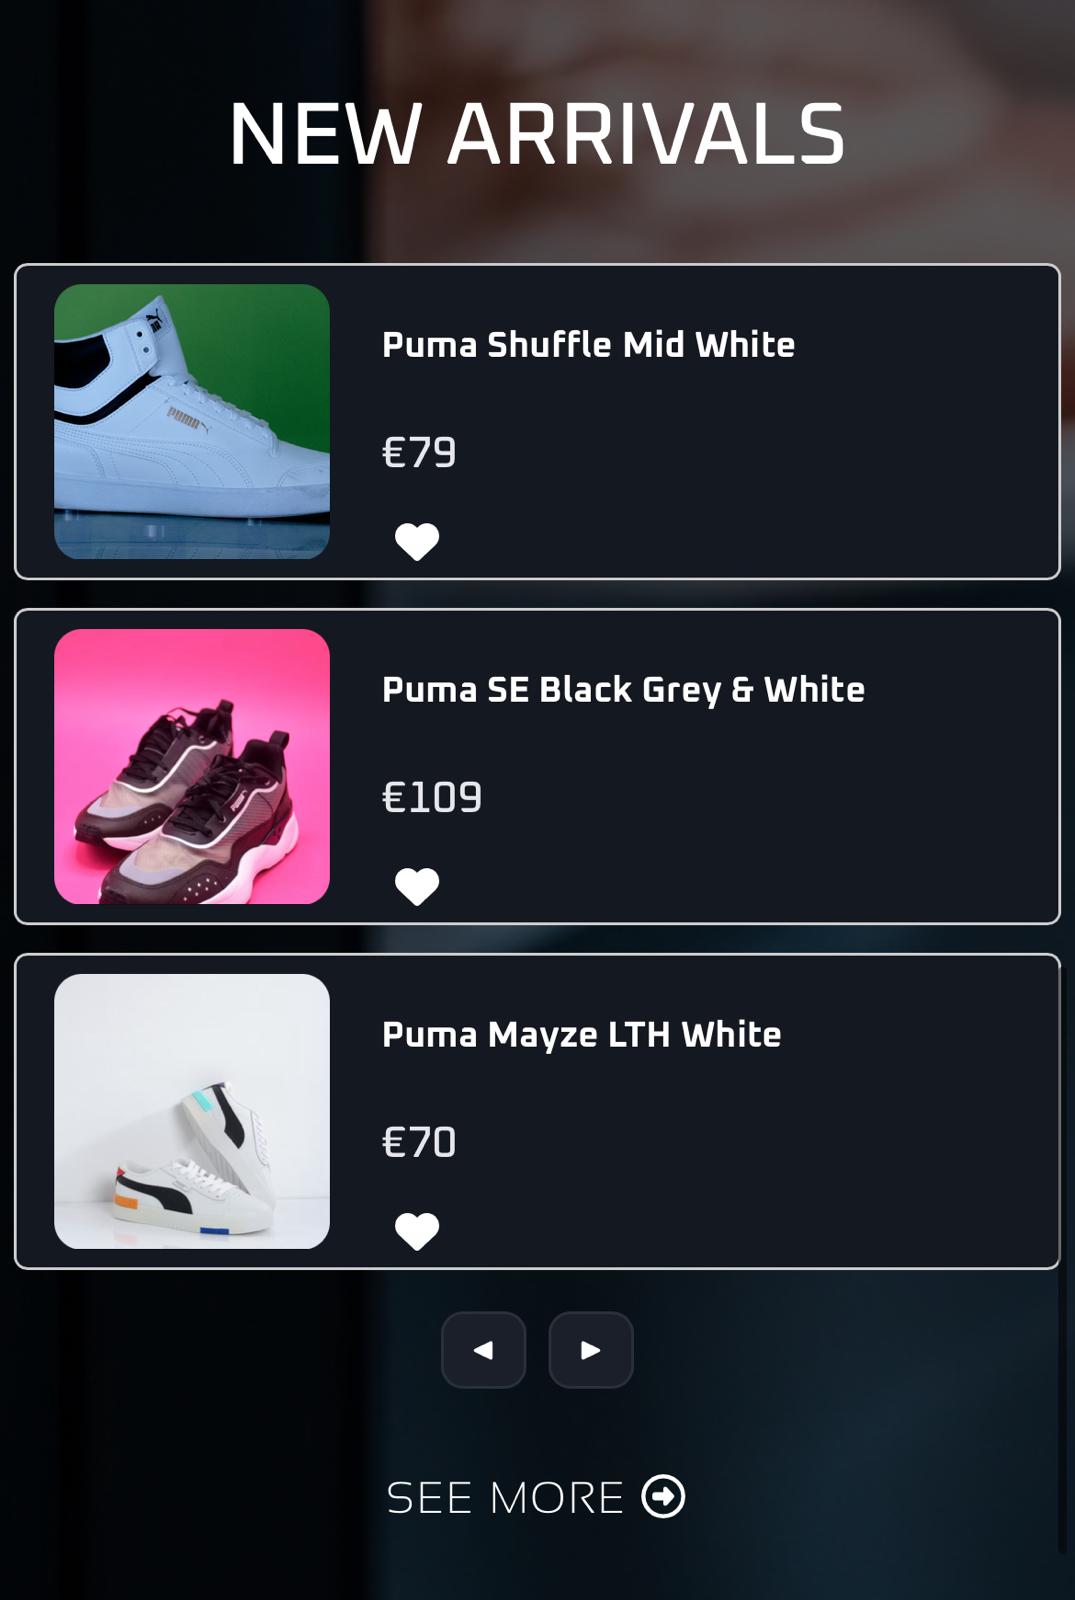 NEW ARRIVALS
PUMA
Puma Shuffle Mid White
€79
Puma SE Black Grey & White
€109
Puma Mayze LTH White
€70
SEE MORE